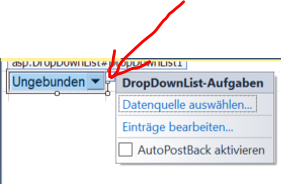 asp:DropDownList#DropDownList1
Ungebunden
DropDownList-Aufgaben
Datenquelle auswählen...
Einträge bearbeiten...
AutoPostBack aktivieren